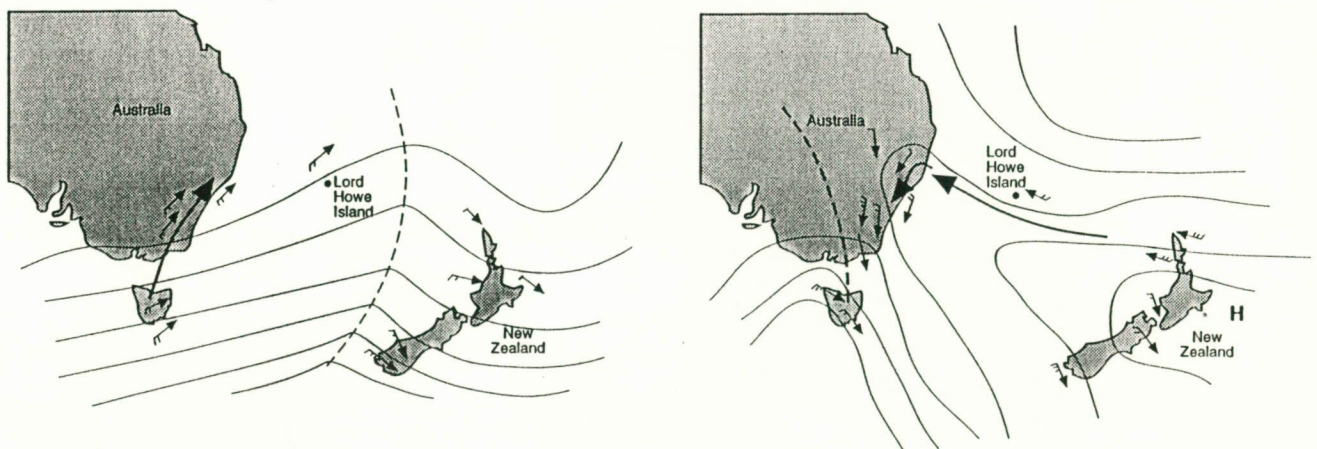 Australia
Lord
Howe
Island
New
Zealand
Australia
Lord
Howe
Island
H
New
Zealand